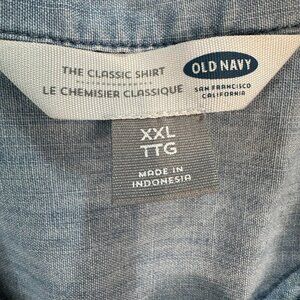 THE CLASSIC SHIRT
LE CHEMISIER CLASSIQUE
OLD NAVY
SAN FRANCISCO
CALIFORNIA
XXL
TTG
MADE IN
INDONESIA